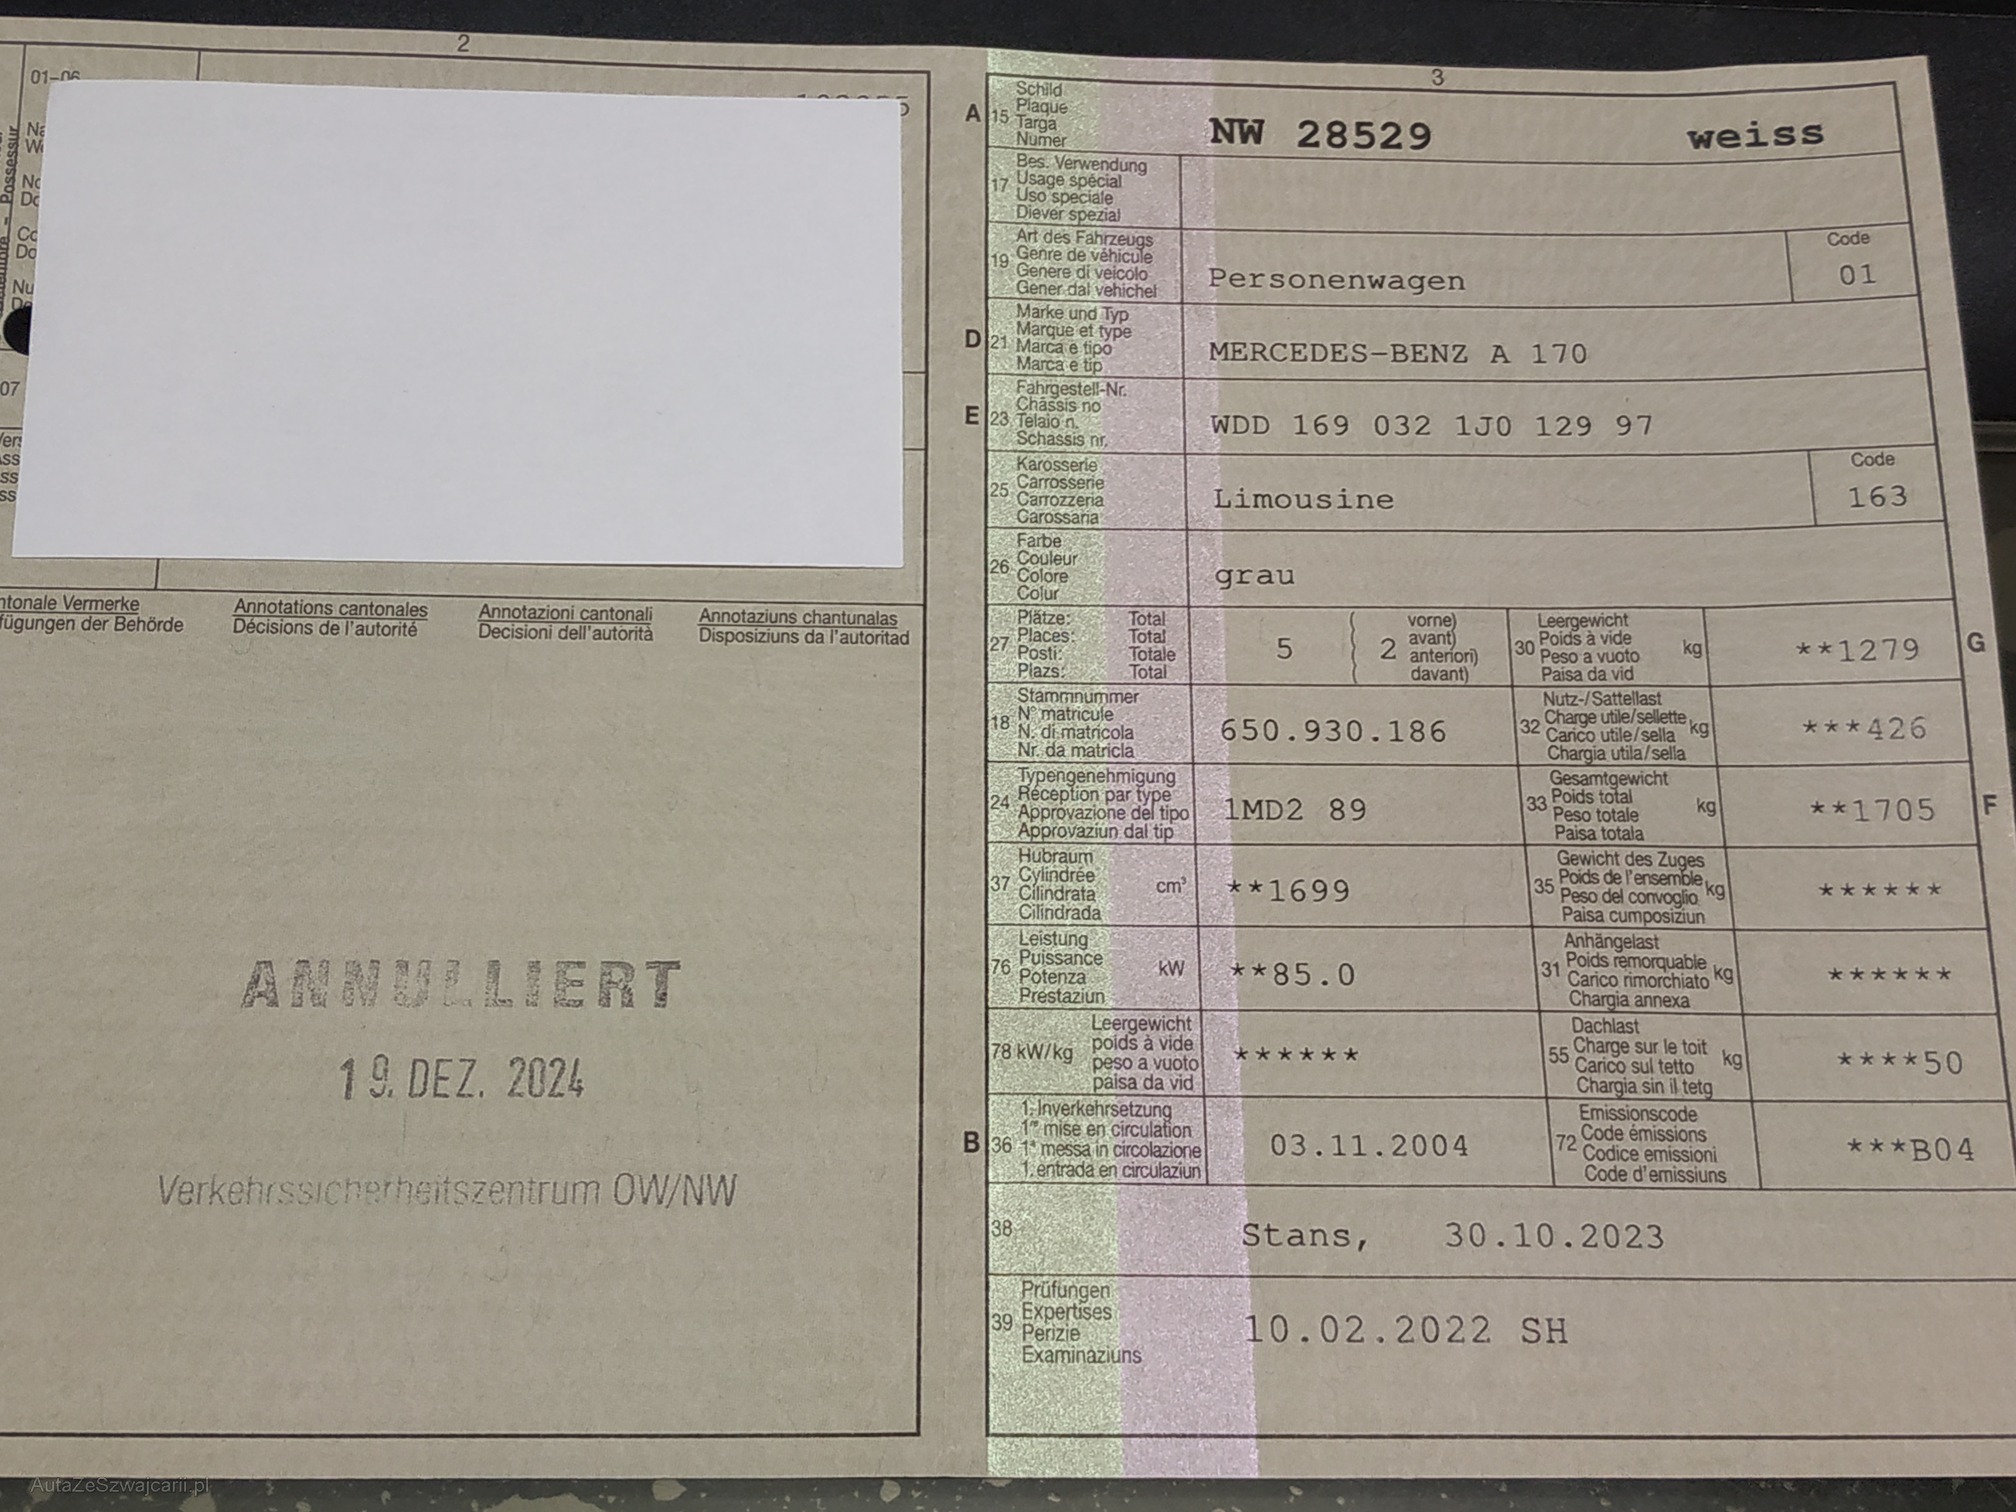 2
01-06
07
ntonale Vermerke
fügungen der Behörde
Annotations cantonales
Décisions de l'autorité
Annotazioni cantonali
Decisioni dell'autorità
Annotaziuns chantunalas
Disposiziuns da l'autoritad
ANNULLIERT
19. DEZ. 2024
Verkehrssicherheitszentrum OW/NW
3
A 15 Schild
Plaque
Targa
Numer
NW 28529 weiss
17 Bes. Verwendung
Usage spécial
Uso speciale
Diever spezial
19 Art des Fahrzeugs
Genre de véhicule
Genere di veicolo
Gener dal vehichel
Personenwagen
Code
01
D 21 Marke und Typ
Marque et type
Marca e tipo
Marca e tip
MERCEDES-BENZ A 170
E 23 Fahrgestell-Nr.
Châssis no
Telaio n.
Schassis nr.
WDD 169 032 1J0 129 97
25 Karosserie
Carrosserie
Carrozzeria
Carossaria
Limousine
Code
163
26 Farbe
Couleur
Colore
Colur
grau
27 Plätze: Total
Places: Total
Posti: Totale
Plazs: Total
5 ( 2 vorne)
avant)
anteriori)
davant)
30 Leergewicht
Poids à vide
Peso a vuoto
Paisa da vid
kg **1279 G
18 Stammnummer
N° matricule
N. di matricola
Nr. da matricla
650.930.186
32 Nutz-/Sattellast
Charge utile/sellette
Carico utile/sella
Chargia utila/sella
kg ***426
24 Typengenehmigung
Réception par type
Approvazione del tipo
Approvaziun dal tip
1MD2 89
33 Gesamtgewicht
Poids total
Peso totale
Paisa totala
kg **1705 F
37 Hubraum
Cylindrée
Cilindrata
Cilindrada
cm³ **1699
35 Gewicht des Zuges
Poids de l'ensemble
Peso del convoglio
Paisa cumposiziun
kg ******
76 Leistung
Puissance
Potenza
Prestaziun
kW **85.0
31 Anhängelast
Poids remorquable
Carico rimorchiato
Chargia annexa
kg ******
78 kW/kg Leergewicht
poids à vide
peso a vuoto
paisa da vid
******
55 Dachlast
Charge sur le toit
Carico sul tetto
Chargia sin il tetg
kg ****50
B 36 1. Inverkehrsetzung
1re mise en circulation
1a messa in circolazione
1. entrada en circulaziun
03.11.2004
72 Emissionscode
Code émissions
Codice emissioni
Code d'emissiuns
***B04
38 Stans, 30.10.2023
39 Prüfungen
Expertises
Perizie
Examinaziuns
10.02.2022 SH
AutaZeSzwajcarii.pl